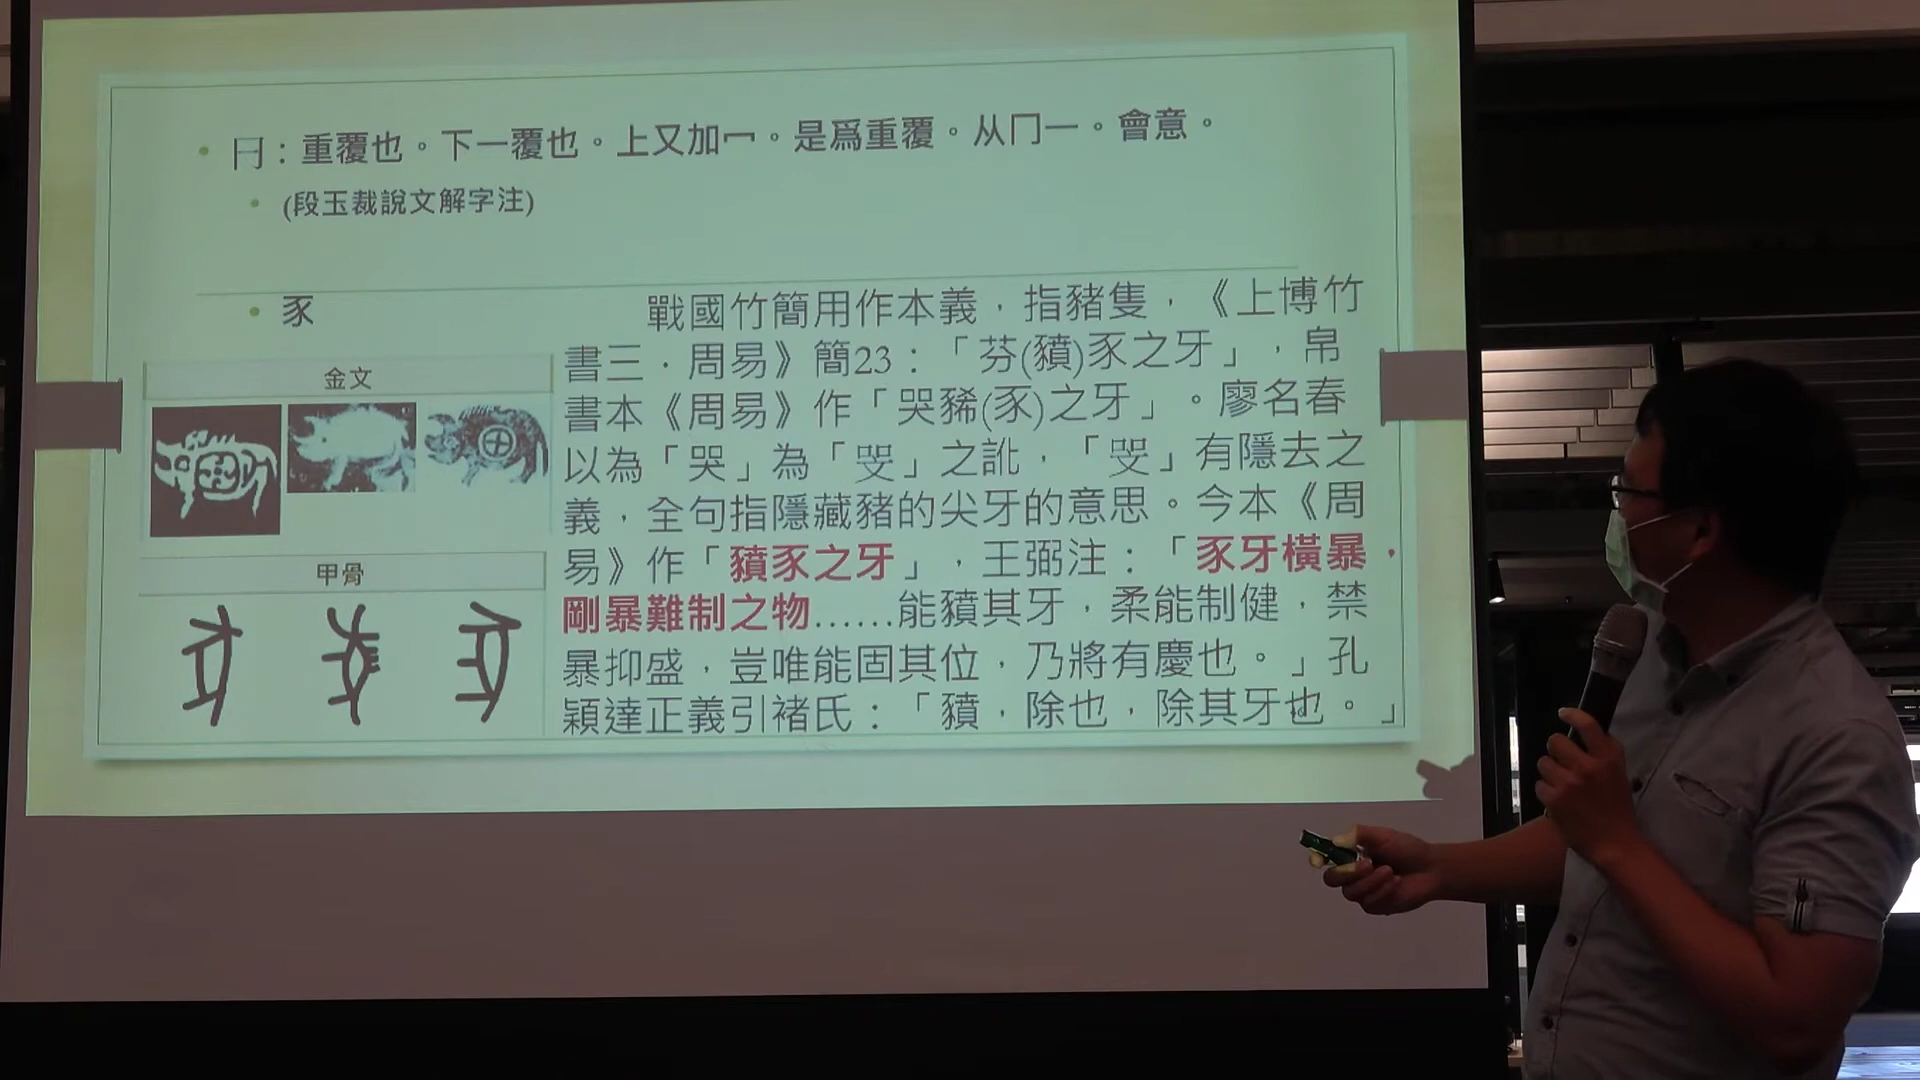 冃：重覆也。下一覆也。上又加冖。是爲重覆。从冂一。會意。
(段玉裁說文解字注)
豕
金文
甲骨
戰國竹簡用作本義，指豬隻，《上博竹
書三．周易》簡23：「芬(豶)豕之牙」，帛
書本《周易》作「哭豨(豕)之牙」。廖名春
以為「哭」為「𠬛」之訛，「𠬛」有隱去之
義，全句指隱藏豬的尖牙的意思。今本《周
易》作「豶豕之牙」，王弼注：「豕牙橫暴，
剛暴難制之物……能豶其牙，柔能制健，禁
暴抑盛，豈唯能固其位，乃將有慶也。」孔
穎達正義引褚氏：「豶，除也，除其牙也。」